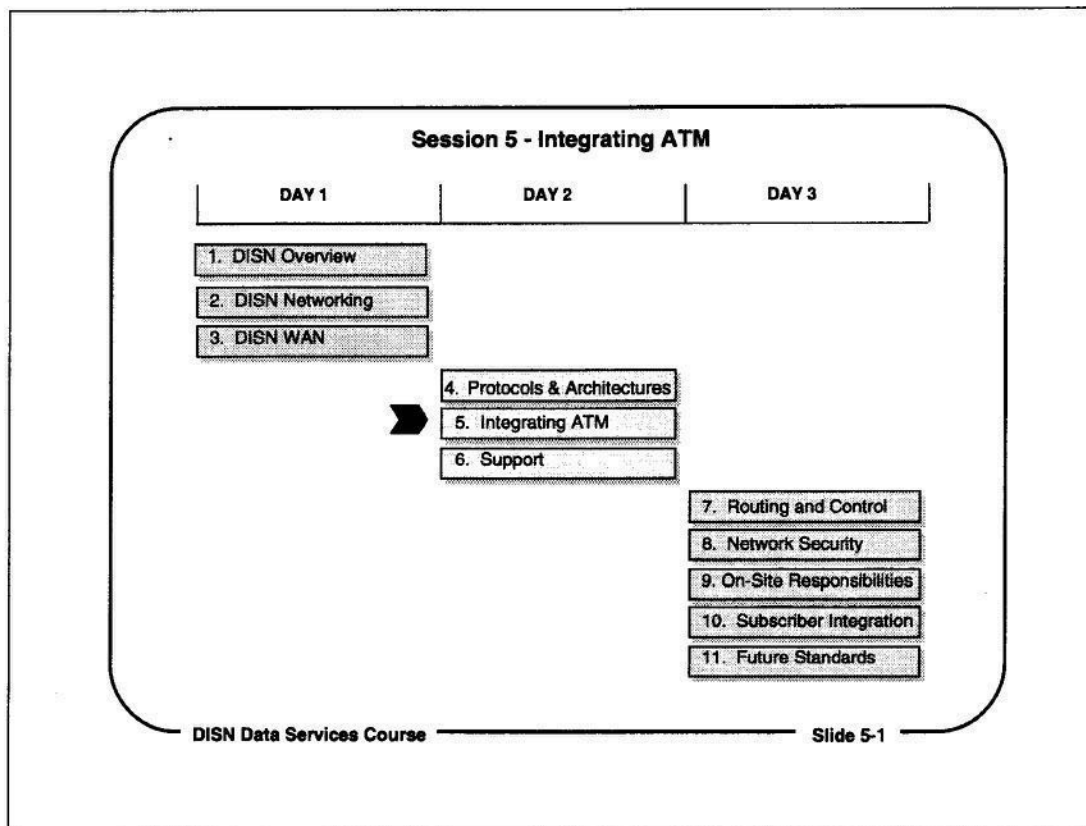 Session 5 - Integrating ATM
DAY 1
DAY 2
DAY 3
1. DISN Overview
2. DISN Networking
3. DISN WAN
4. Protocols & Architectures
5. Integrating ATM
6. Support
7. Routing and Control
8. Network Security
9. On-Site Responsibilities
10. Subscriber Integration
11. Future Standards
DISN Data Services Course
Slide 5-1